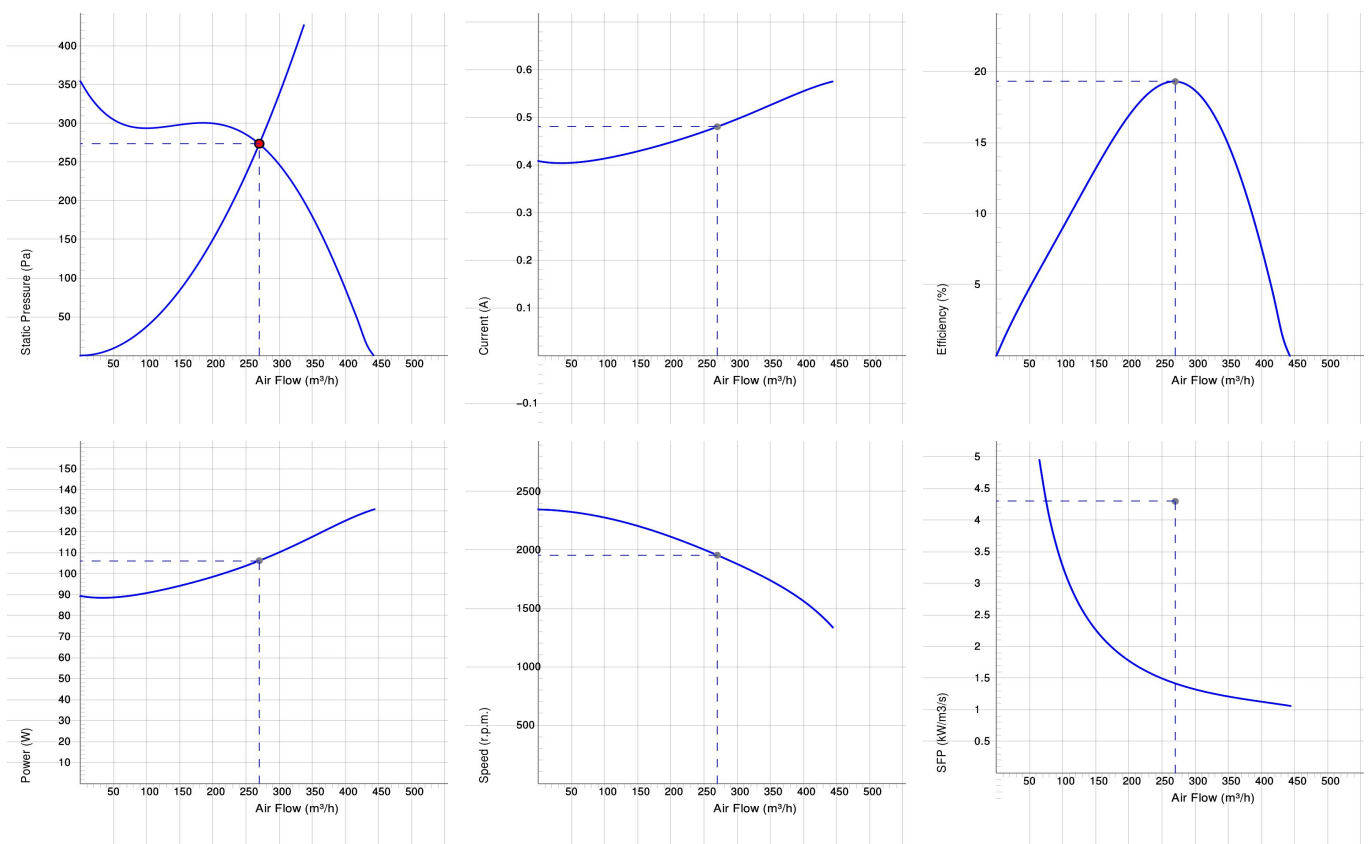 400
350
300
250
200
150
100
50
Static Pressure (Pa)
50 100 150 200 250 300 350 400 450 500
Air Flow (m³/h)
0.6
0.5
0.4
0.3
0.2
0.1
−0.1
Current (A)
50 100 150 200 250 300 350 400 450 500
Air Flow (m³/h)
20
15
10
5
Efficiency (%)
50 100 150 200 250 300 350 400 450 500
Air Flow (m³/h)
150
140
130
120
110
100
90
80
70
60
50
40
30
20
10
Power (W)
50 100 150 200 250 300 350 400 450 500
Air Flow (m³/h)
2500
2000
1500
1000
500
Speed (r.p.m.)
50 100 150 200 250 300 350 400 450 500
Air Flow (m³/h)
5
4.5
4
3.5
3
2.5
2
1.5
1
0.5
SFP (kW/m3/s)
50 100 150 200 250 300 350 400 450 500
Air Flow (m³/h)